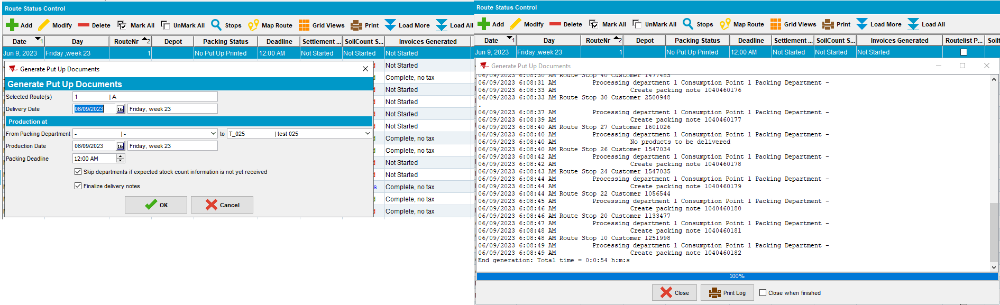 Route Status Control
Add Modify Delete Mark All UnMark All Stops Map Route Grid Views Print Load More Load All
Date 1 Day RouteNr 2 Depot Packing Status Deadline Settlement ... SoilCount S... Invoices Generated
Jun 9, 2023 Friday ,week 23 1 No Put Up Printed 12:00 AM Not Started Not Started Not Started
Not Started
Complete, no tax
Not Started
Not Started
Not Started
Not Started
Complete, no tax
Complete, no tax
Not Started
Not Started
Complete, no tax
Complete, no tax
Complete, no tax
Generate Put Up Documents
Generate Put Up Documents
Selected Route(s) 1 | A
Delivery Date 06/09/2023 16 Friday, week 23
Production at
From Packing Department - | - to T_025 | test 025
Production Date 06/09/2023 16 Friday, week 23
Packing Deadline 12:00 AM
Skip departments if expected stock count information is not yet received
Finalize delivery notes
OK Cancel
Route Status Control
Add Modify Delete Mark All UnMark All Stops Map Route Grid Views Print Load More Load All
Date 1 Day RouteNr 2 Depot Packing Status Deadline Settlement ... SoilCount S... Invoices Generated Routelist P... Soilt
Jun 9, 2023 Friday ,week 23 1 No Put Up Printed 12:00 AM Not Started Not Started Not Started
Generate Put Up Documents
06/09/2023 6:08:30 AM Route Stop 40 Customer 1477485
06/09/2023 6:08:31 AM Processing department 1 Consumption Point 1 Packing Department -
06/09/2023 6:08:33 AM Create packing note 1040460176
06/09/2023 6:08:33 AM Route Stop 30 Customer 2500948
.
06/09/2023 6:08:37 AM Processing department 1 Consumption Point 1 Packing Department -
06/09/2023 6:08:39 AM Create packing note 1040460177
06/09/2023 6:08:40 AM Route Stop 27 Customer 1601026
06/09/2023 6:08:40 AM Processing department 1 Consumption Point 1 Packing Department -
06/09/2023 6:08:40 AM No products to be delivered
06/09/2023 6:08:40 AM Route Stop 26 Customer 1547034
06/09/2023 6:08:42 AM Processing department 1 Consumption Point 1 Packing Department -
06/09/2023 6:08:42 AM Create packing note 1040460178
06/09/2023 6:08:43 AM Route Stop 24 Customer 1547035
06/09/2023 6:08:44 AM Processing department 1 Consumption Point 1 Packing Department -
06/09/2023 6:08:44 AM Create packing note 1040460179
06/09/2023 6:08:44 AM Route Stop 22 Customer 1056544
06/09/2023 6:08:45 AM Processing department 1 Consumption Point 1 Packing Department -
06/09/2023 6:08:46 AM Create packing note 1040460180
06/09/2023 6:08:46 AM Route Stop 20 Customer 1133477
06/09/2023 6:08:47 AM Processing department 1 Consumption Point 1 Packing Department -
06/09/2023 6:08:48 AM Create packing note 1040460181
06/09/2023 6:08:48 AM Route Stop 10 Customer 1251998
06/09/2023 6:08:49 AM Processing department 1 Consumption Point 1 Packing Department -
06/09/2023 6:08:49 AM Create packing note 1040460182
End generation: Total time = 0:0:54 h:m:s
100%
Close Print Log Close when finished